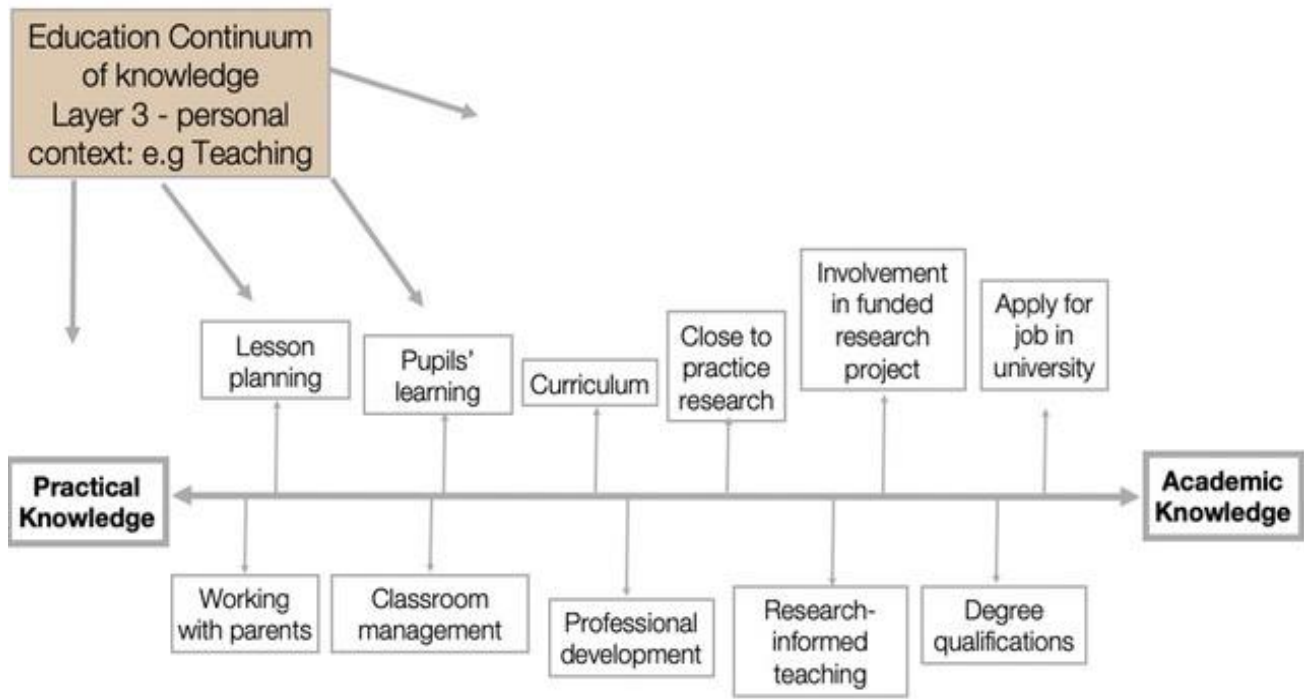 Education Continuum
of knowledge
Layer 3 - personal
context: e.g Teaching
Lesson
planning
Pupils'
learning
Curriculum
Close to
practice
research
Involvement
in funded
research
project
Apply for
job in
university
Practical
Knowledge
Academic
Knowledge
Working
with parents
Classroom
management
Professional
development
Research-
informed
teaching
Degree
qualifications